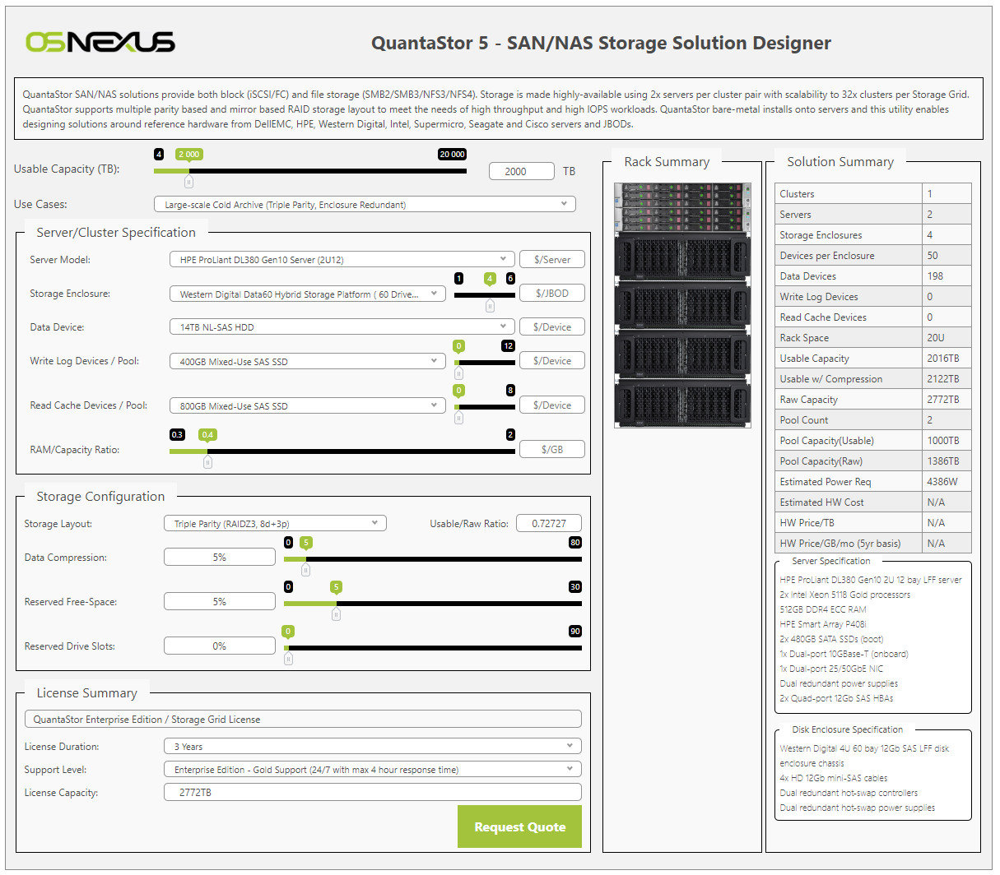 OSNEXUS
QuantaStor 5 - SAN/NAS Storage Solution Designer
QuantaStor SAN/NAS solutions provide both block (iSCSI/FC) and file storage (SMB2/SMB3/NFS3/NFS4). Storage is made highly-available using 2x servers per cluster pair with scalability to 32x clusters per Storage Grid.
QuantaStor supports multiple parity based and mirror based RAID storage layout to meet the needs of high throughput and high IOPS workloads. QuantaStor bare-metal installs onto servers and this utility enables
designing solutions around reference hardware from DellEMC, HPE, Western Digital, Intel, Supermicro, Seagate and Cisco servers and JBODs.
4 2 000 20 000
Usable Capacity (TB): 2000 TB
Use Cases: Large-scale Cold Archive (Triple Parity, Enclosure Redundant)
Server/Cluster Specification
Server Model: HPE ProLiant DL380 Gen10 Server (2U12) $/Server
1 4 6
Storage Enclosure: Western Digital Data60 Hybrid Storage Platform ( 60 Drive... $/JBOD
Data Device: 14TB NL-SAS HDD $/Device
0 12
Write Log Devices / Pool: 400GB Mixed-Use SAS SSD $/Device
0 8
Read Cache Devices / Pool: 800GB Mixed-Use SAS SSD $/Device
0.3 0.4 2
RAM/Capacity Ratio: $/GB
Storage Configuration
Storage Layout: Triple Parity (RAIDZ3, 8d+3p) Usable/Raw Ratio: 0.72727
0 5 80
Data Compression: 5%
0 5 30
Reserved Free-Space: 5%
0 90
Reserved Drive Slots: 0%
License Summary
QuantaStor Enterprise Edition / Storage Grid License
License Duration: 3 Years
Support Level: Enterprise Edition - Gold Support (24/7 with max 4 hour response time)
License Capacity: 2772TB
Request Quote
Rack Summary
Solution Summary
Clusters 1
Servers 2
Storage Enclosures 4
Devices per Enclosure 50
Data Devices 198
Write Log Devices 0
Read Cache Devices 0
Rack Space 20U
Usable Capacity 2016TB
Usable w/ Compression 2122TB
Raw Capacity 2772TB
Pool Count 2
Pool Capacity(Usable) 1000TB
Pool Capacity(Raw) 1386TB
Estimated Power Req 4386W
Estimated HW Cost N/A
HW Price/TB N/A
HW Price/GB/mo (5yr basis) N/A
Server Specification
HPE ProLiant DL380 Gen10 2U 12 bay LFF server
2x Intel Xeon 5118 Gold processors
512GB DDR4 ECC RAM
HPE Smart Array P408i
2x 480GB SATA SSDs (boot)
1x Dual-port 10GBase-T (onboard)
1x Dual-port 25/50GbE NIC
Dual redundant power supplies
2x Quad-port 12Gb SAS HBAs
Disk Enclosure Specification
Western Digital 4U 60 bay 12Gb SAS LFF disk
enclosure chassis
4x HD 12Gb mini-SAS cables
Dual redundant hot-swap controllers
Dual redundant hot-swap power supplies